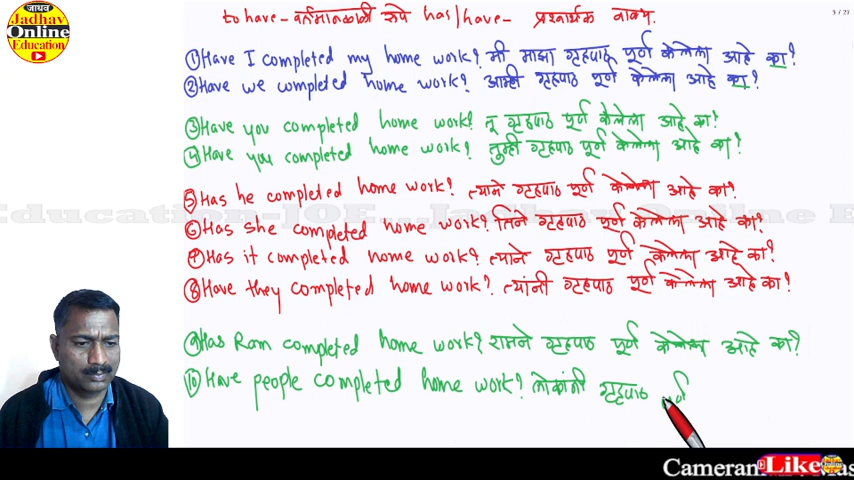 जाधव
Jadhav
Online
Education
to have - वर्तमानकाळी रूपे has/have - प्रश्नार्थक वाक्य.
5 / 27
① Have I completed my home work? मी माझा गृहपाठ पूर्ण केलेला आहे का?
② Have we completed home work? आम्ही गृहपाठ पूर्ण केलेला आहे का?
③ Have you completed home work? तू गृहपाठ पूर्ण केलेला आहे का?
④ Have you completed home work? तुम्ही गृहपाठ पूर्ण केलेला आहे का?
⑤ Has he completed home work? त्याने गृहपाठ पूर्ण केलेला आहे का?
⑥ Has she completed home work? तिने गृहपाठ पूर्ण केलेला आहे का?
⑦ Has it completed home work? त्याने गृहपाठ पूर्ण केलेला आहे का?
⑧ Have they completed home work? त्यांनी गृहपाठ पूर्ण केलेला आहे का?
⑨ Has Ram completed home work? रामने गृहपाठ पूर्ण केलेला आहे का?
⑩ Have people completed home work? लोकांनी गृहपाठ पूर्ण
Like